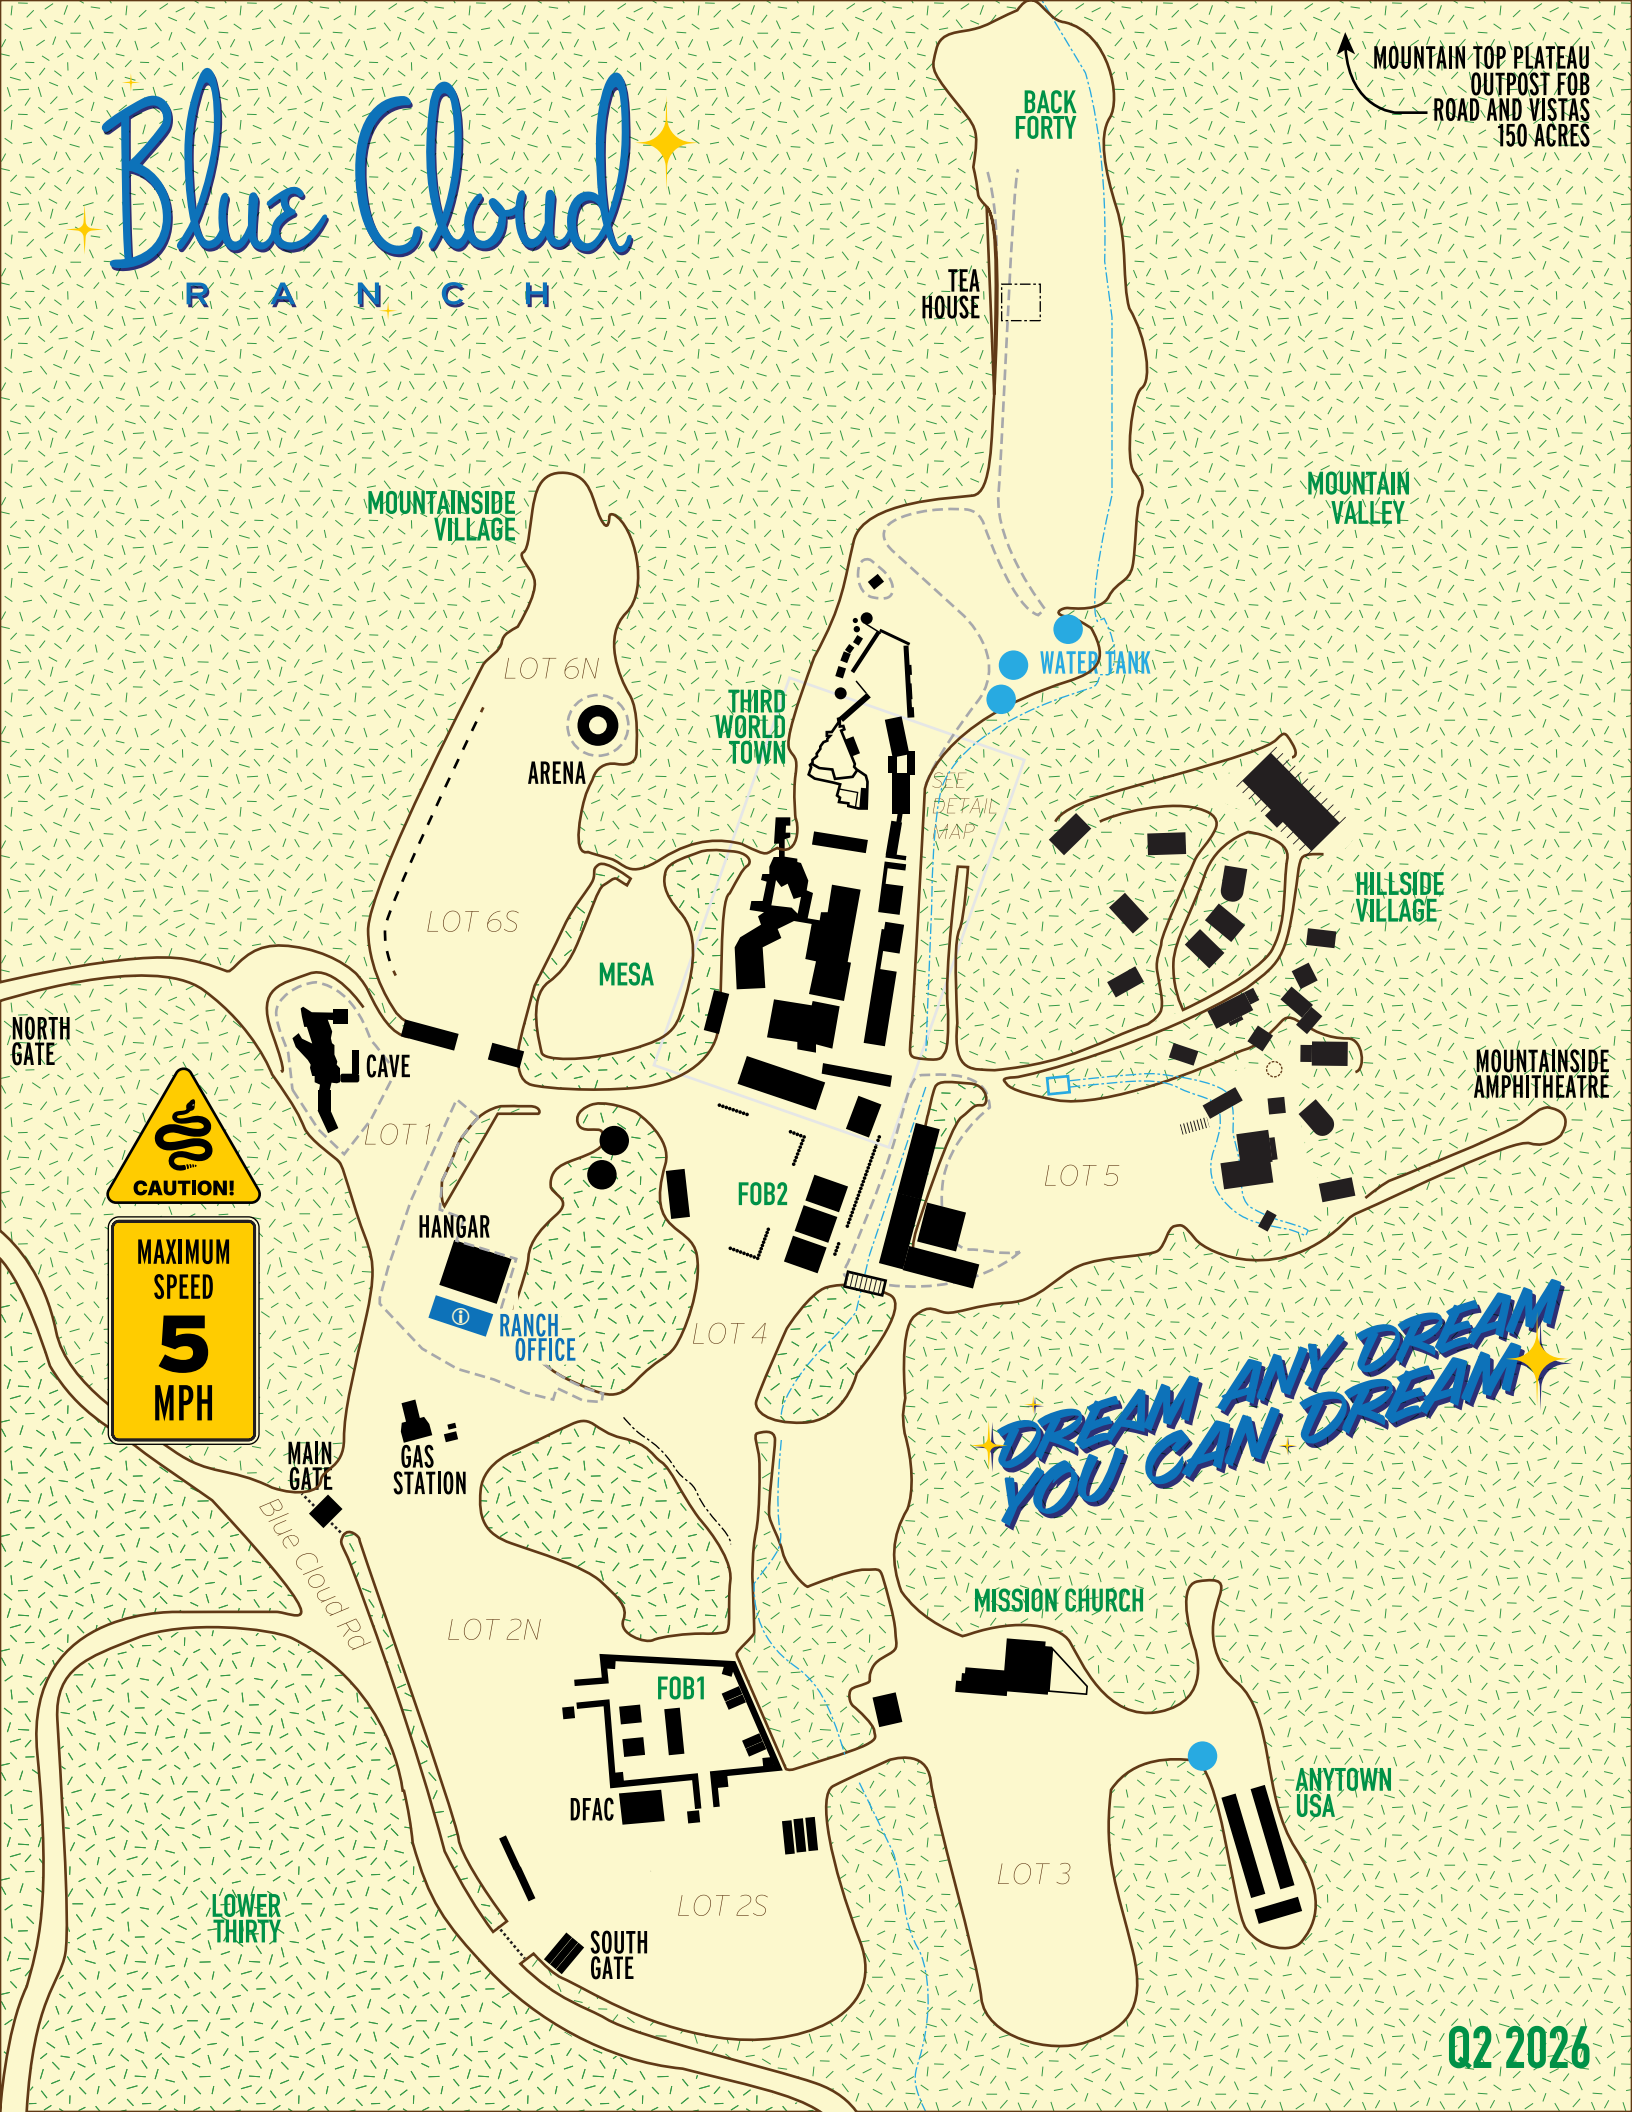 Blue Cloud
RANCH
MOUNTAIN TOP PLATEAU
OUTPOST FOB
ROAD AND VISTAS
150 ACRES
BACK
FORTY
TEA
HOUSE
MOUNTAINSIDE
VILLAGE
MOUNTAIN
VALLEY
LOT 6N
ARENA
THIRD
WORLD
TOWN
WATER TANK
SEE
DETAIL
MAP
HILLSIDE
VILLAGE
LOT 6S
MESA
NORTH
GATE
CAVE
MOUNTAINSIDE
AMPHITHEATRE
LOT 1
CAUTION!
MAXIMUM
SPEED
5
MPH
FOB2
LOT 5
HANGAR
RANCH
OFFICE
LOT 4
DREAM ANY DREAM
YOU CAN DREAM
MAIN
GATE
GAS
STATION
Blue Cloud Rd
LOT 2N
MISSION CHURCH
FOB1
DFAC
ANYTOWN
USA
LOT 3
LOT 2S
LOWER
THIRTY
SOUTH
GATE
Q2 2026